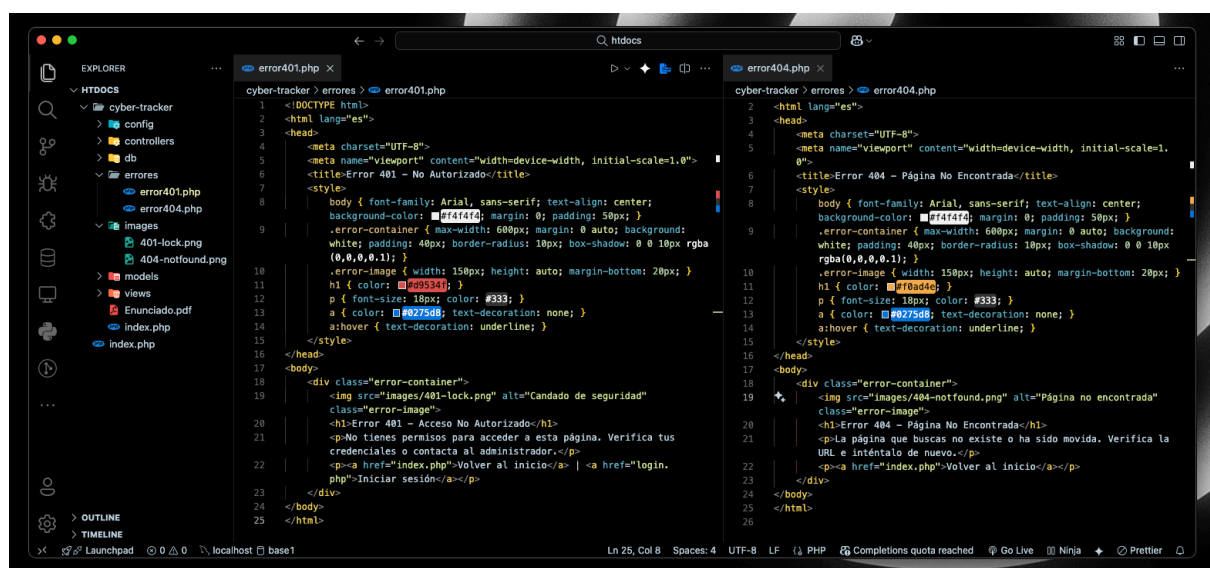 htdocs
EXPLORER
HTDOCS
cyber-tracker
config
controllers
db
errores
error401.php
error404.php
images
401-lock.png
404-notfound.png
models
views
Enunciado.pdf
index.php
index.php
OUTLINE
TIMELINE
error401.php
cyber-tracker > errores > error401.php
1 <!DOCTYPE html>
2 <html lang="es">
3 <head>
4 <meta charset="UTF-8">
5 <meta name="viewport" content="width=device-width, initial-scale=1.0">
6 <title>Error 401 – No Autorizado</title>
7 <style>
8 body { font-family: Arial, sans-serif; text-align: center;
background-color: #f4f4f4; margin: 0; padding: 50px; }
9 .error-container { max-width: 600px; margin: 0 auto; background:
white; padding: 40px; border-radius: 10px; box-shadow: 0 0 10px rgba
(0,0,0,0.1); }
10 .error-image { width: 150px; height: auto; margin-bottom: 20px; }
11 h1 { color: #d9534f; }
12 p { font-size: 18px; color: #333; }
13 a { color: #0275d8; text-decoration: none; }
14 a:hover { text-decoration: underline; }
15 </style>
16 </head>
17 <body>
18 <div class="error-container">
19 <img src="images/401-lock.png" alt="Candado de seguridad"
class="error-image">
20 <h1>Error 401 – Acceso No Autorizado</h1>
21 <p>No tienes permisos para acceder a esta página. Verifica tus
credenciales o contacta al administrador.</p>
22 <p><a href="index.php">Volver al inicio</a> | <a href="login.
php">Iniciar sesión</a></p>
23 </div>
24 </body>
25 </html>
error404.php
cyber-tracker > errores > error404.php
2 <html lang="es">
3 <head>
4 <meta charset="UTF-8">
5 <meta name="viewport" content="width=device-width, initial-scale=1.
0">
6 <title>Error 404 – Página No Encontrada</title>
7 <style>
8 body { font-family: Arial, sans-serif; text-align: center;
background-color: #f4f4f4; margin: 0; padding: 50px; }
9 .error-container { max-width: 600px; margin: 0 auto; background:
white; padding: 40px; border-radius: 10px; box-shadow: 0 0 10px
rgba(0,0,0,0.1); }
10 .error-image { width: 150px; height: auto; margin-bottom: 20px; }
11 h1 { color: #f0ad4e; }
12 p { font-size: 18px; color: #333; }
13 a { color: #0275d8; text-decoration: none; }
14 a:hover { text-decoration: underline; }
15 </style>
16 </head>
17 <body>
18 <div class="error-container">
19 <img src="images/404-notfound.png" alt="Página no encontrada"
class="error-image">
20 <h1>Error 404 – Página No Encontrada</h1>
21 <p>La página que buscas no existe o ha sido movida. Verifica la
URL e inténtalo de nuevo.</p>
22 <p><a href="index.php">Volver al inicio</a></p>
23 </div>
24 </body>
25 </html>
26
Launchpad 0 0 localhost base1 Ln 25, Col 8 Spaces: 4 UTF-8 LF PHP Completions quota reached Go Live Ninja Prettier